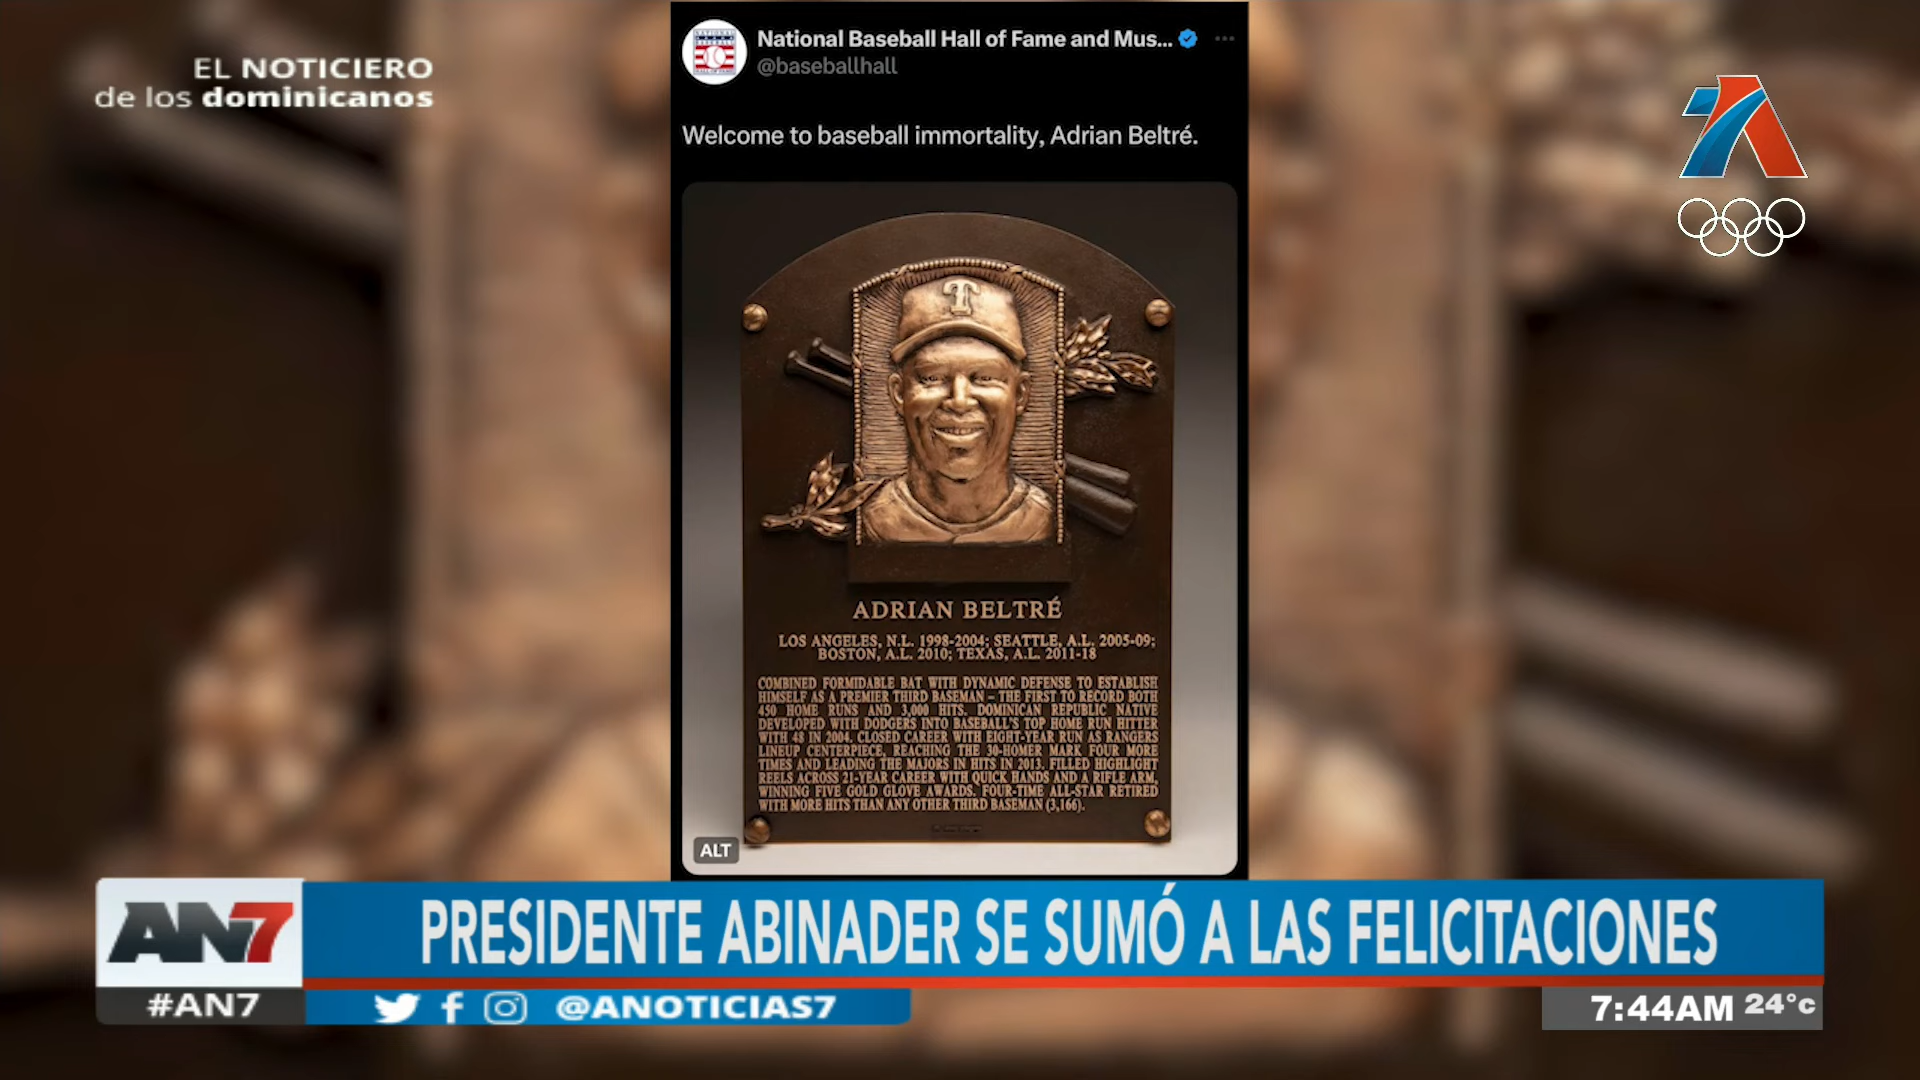 EL NOTICIERO
de los dominicanos
National Baseball Hall of Fame and Mus...
@baseballhall
Welcome to baseball immortality, Adrian Beltré.
T
ADRIAN BELTRÉ
LOS ANGELES, N.L. 1998-2004; SEATTLE, A.L. 2005-09;
BOSTON, A.L. 2010; TEXAS, A.L. 2011-18
COMBINED FORMIDABLE BAT WITH DYNAMIC DEFENSE TO ESTABLISH
HIMSELF AS A PREMIER THIRD BASEMAN – THE FIRST TO RECORD BOTH
450 HOME RUNS AND 3,000 HITS. DOMINICAN REPUBLIC NATIVE
DEVELOPED WITH DODGERS INTO BASEBALL'S TOP HOME RUN HITTER
WITH 48 IN 2004. CLOSED CAREER WITH EIGHT-YEAR RUN AS RANGERS
LINEUP CENTERPIECE, REACHING THE 30-HOMER MARK FOUR MORE
TIMES AND LEADING THE MAJORS IN HITS IN 2013. FILLED HIGHLIGHT
REELS ACROSS 21-YEAR CAREER WITH QUICK HANDS AND A RIFLE ARM,
WINNING FIVE GOLD GLOVE AWARDS. FOUR-TIME ALL-STAR RETIRED
WITH MORE HITS THAN ANY OTHER THIRD BASEMAN (3,166).
ALT
AN7
PRESIDENTE ABINADER SE SUMÓ A LAS FELICITACIONES
#AN7
@ANOTICIAS7
7:44AM 24°c